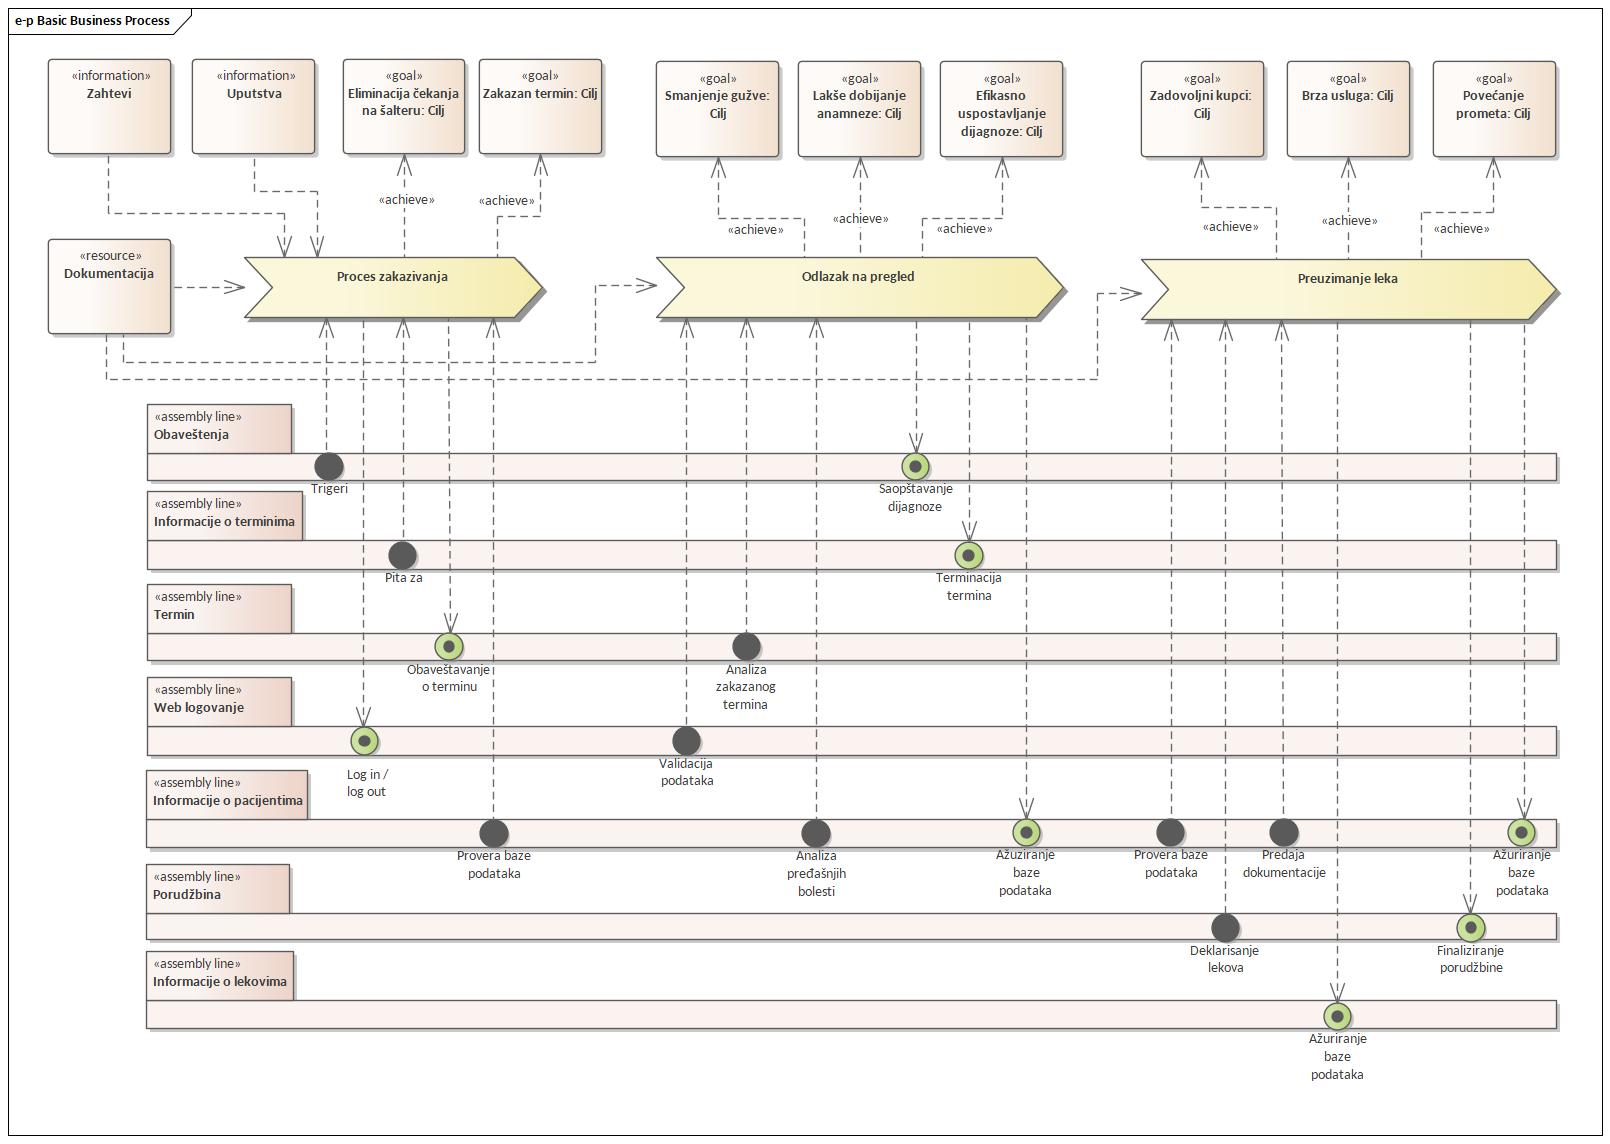 e-p Basic Business Process
«information»
Zahtevi
«information»
Uputstva
«goal»
Eliminacija čekanja
na šalteru: Cilj
«goal»
Zakazan termin: Cilj
«goal»
Smanjenje gužve:
Cilj
«goal»
Lakše dobijanje
anamneze: Cilj
«goal»
Efikasno
uspostavljanje
dijagnoze: Cilj
«goal»
Zadovoljni kupci:
Cilj
«goal»
Brza usluga: Cilj
«goal»
Povećanje
prometa: Cilj
«achieve»
«achieve»
«achieve»
«achieve»
«achieve»
«achieve»
«achieve»
«achieve»
«resource»
Dokumentacija
Proces zakazivanja
Odlazak na pregled
Preuzimanje leka
«assembly line»
Obaveštenja
Trigeri
Saopštavanje
dijagnoze
«assembly line»
Informacije o terminima
Pita za
Terminacija
termina
«assembly line»
Termin
Obaveštavanje
o terminu
Analiza
zakazanog
termina
«assembly line»
Web logovanje
Log in /
log out
Validacija
podataka
«assembly line»
Informacije o pacijentima
Provera baze
podataka
Analiza
pređašnjih
bolesti
Ažuziranje
baze
podataka
Provera baze
podataka
Predaja
dokumentacije
Ažuriranje
baze
podataka
«assembly line»
Porudžbina
Deklarisanje
lekova
Finaliziranje
porudžbine
«assembly line»
Informacije o lekovima
Ažuriranje
baze
podataka